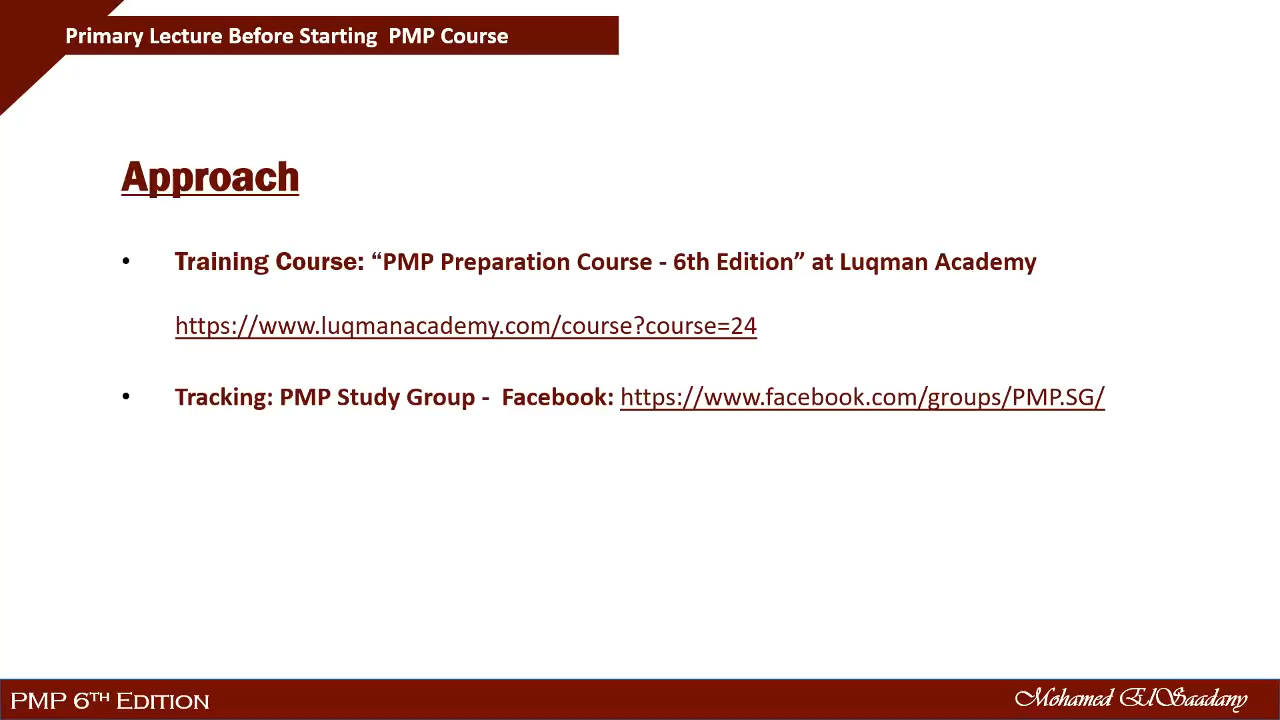 Primary Lecture Before Starting  PMP Course
Approach
• Training Course: “PMP Preparation Course - 6th Edition” at Luqman Academy
https://www.luqmanacademy.com/course?course=24
• Tracking: PMP Study Group -  Facebook: https://www.facebook.com/groups/PMP.SG/
PMP 6TH EDITION
Mohamed ElSaadany